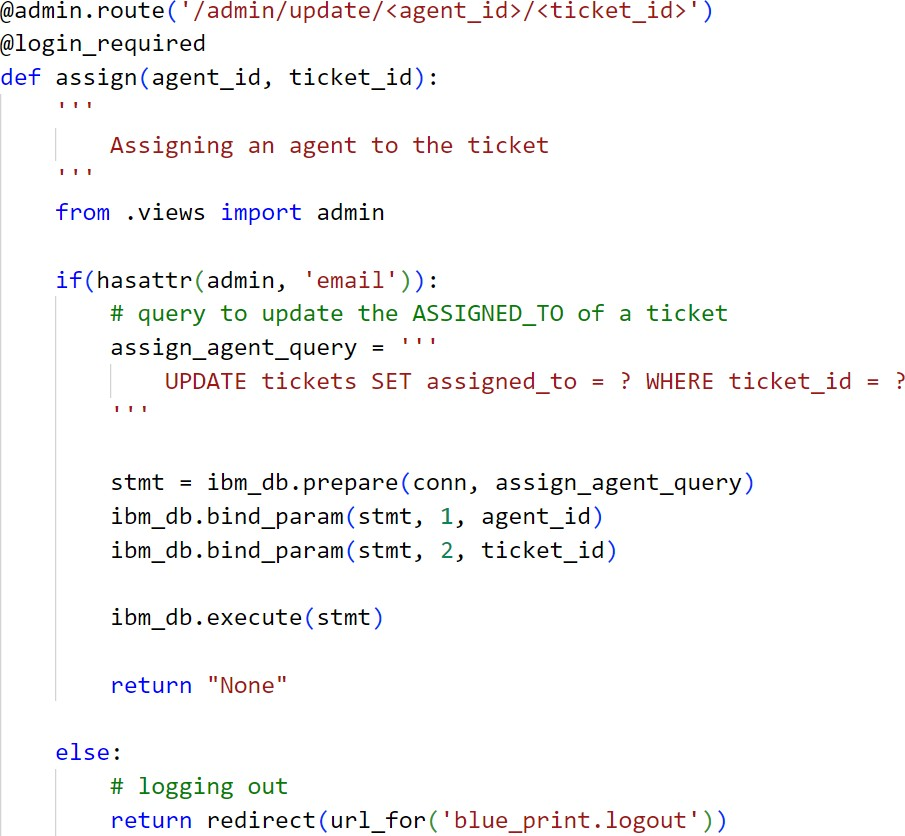 @admin.route('/admin/update/<agent_id>/<ticket_id>')
@login_required
def assign(agent_id, ticket_id):
    '''
        Assigning an agent to the ticket
    '''
    from .views import admin

    if(hasattr(admin, 'email')):
        # query to update the ASSIGNED_TO of a ticket
        assign_agent_query = '''
            UPDATE tickets SET assigned_to = ? WHERE ticket_id = ?
        '''

        stmt = ibm_db.prepare(conn, assign_agent_query)
        ibm_db.bind_param(stmt, 1, agent_id)
        ibm_db.bind_param(stmt, 2, ticket_id)

        ibm_db.execute(stmt)

        return "None"

    else:
        # logging out
        return redirect(url_for('blue_print.logout'))